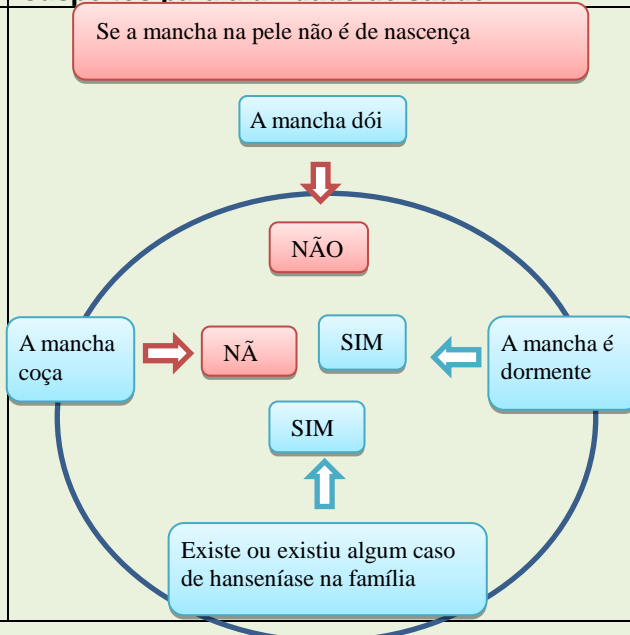 Se a mancha na pele não é de nascença
A mancha dói
NÃO
A mancha
coça
NÃ
SIM
A mancha é
dormente
SIM
Existe ou existiu algum caso
de hanseníase na família